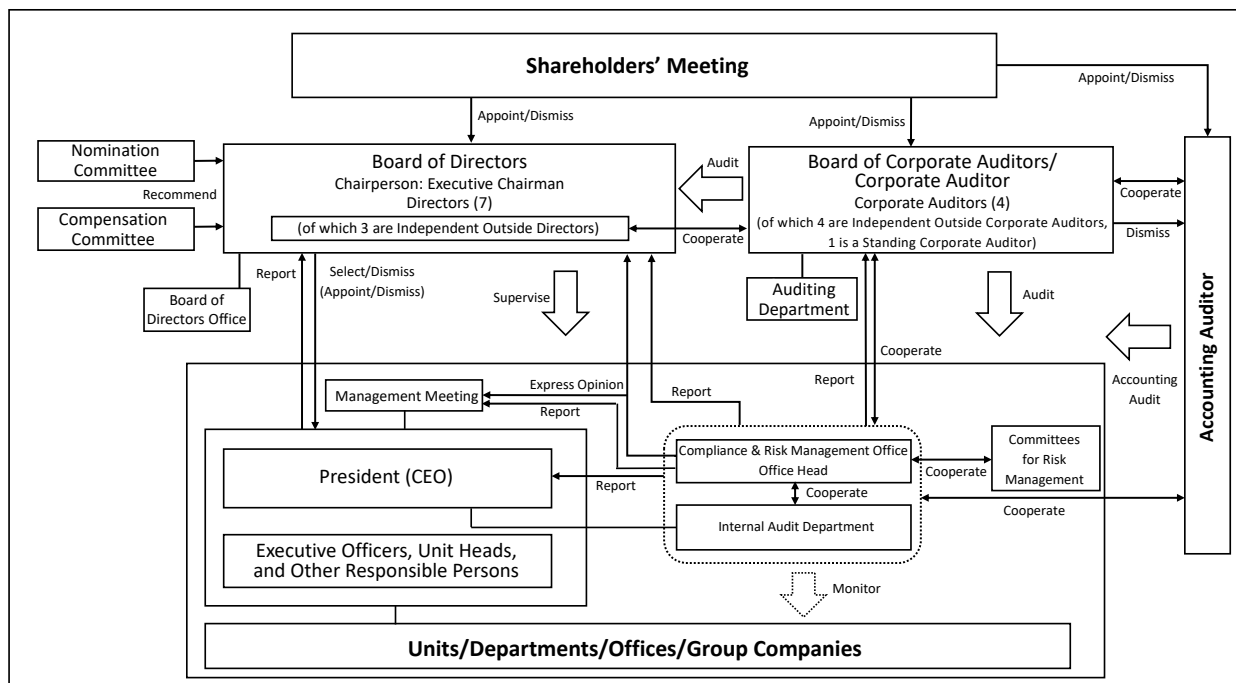 Shareholders’ Meeting
Appoint/Dismiss
Appoint/Dismiss
Appoint/Dismiss
Nomination
Committee
Recommend
Compensation
Committee
Board of Directors
Chairperson: Executive Chairman
Directors (7)
(of which 3 are Independent Outside Directors)
Audit
Cooperate
Board of Corporate Auditors/
Corporate Auditor
Corporate Auditors (4)
(of which 4 are Independent Outside Corporate Auditors,
1 is a Standing Corporate Auditor)
Cooperate
Dismiss
Accounting Auditor
Board of
Directors Office
Report
Select/Dismiss
(Appoint/Dismiss)
Supervise
Auditing
Department
Audit
Cooperate
Report
Accounting
Audit
Management Meeting
Express Opinion
Report
Report
President (CEO)
Report
Compliance & Risk Management Office
Office Head
Cooperate
Internal Audit Department
Cooperate
Committees
for Risk
Management
Cooperate
Executive Officers, Unit Heads,
and Other Responsible Persons
Monitor
Units/Departments/Offices/Group Companies